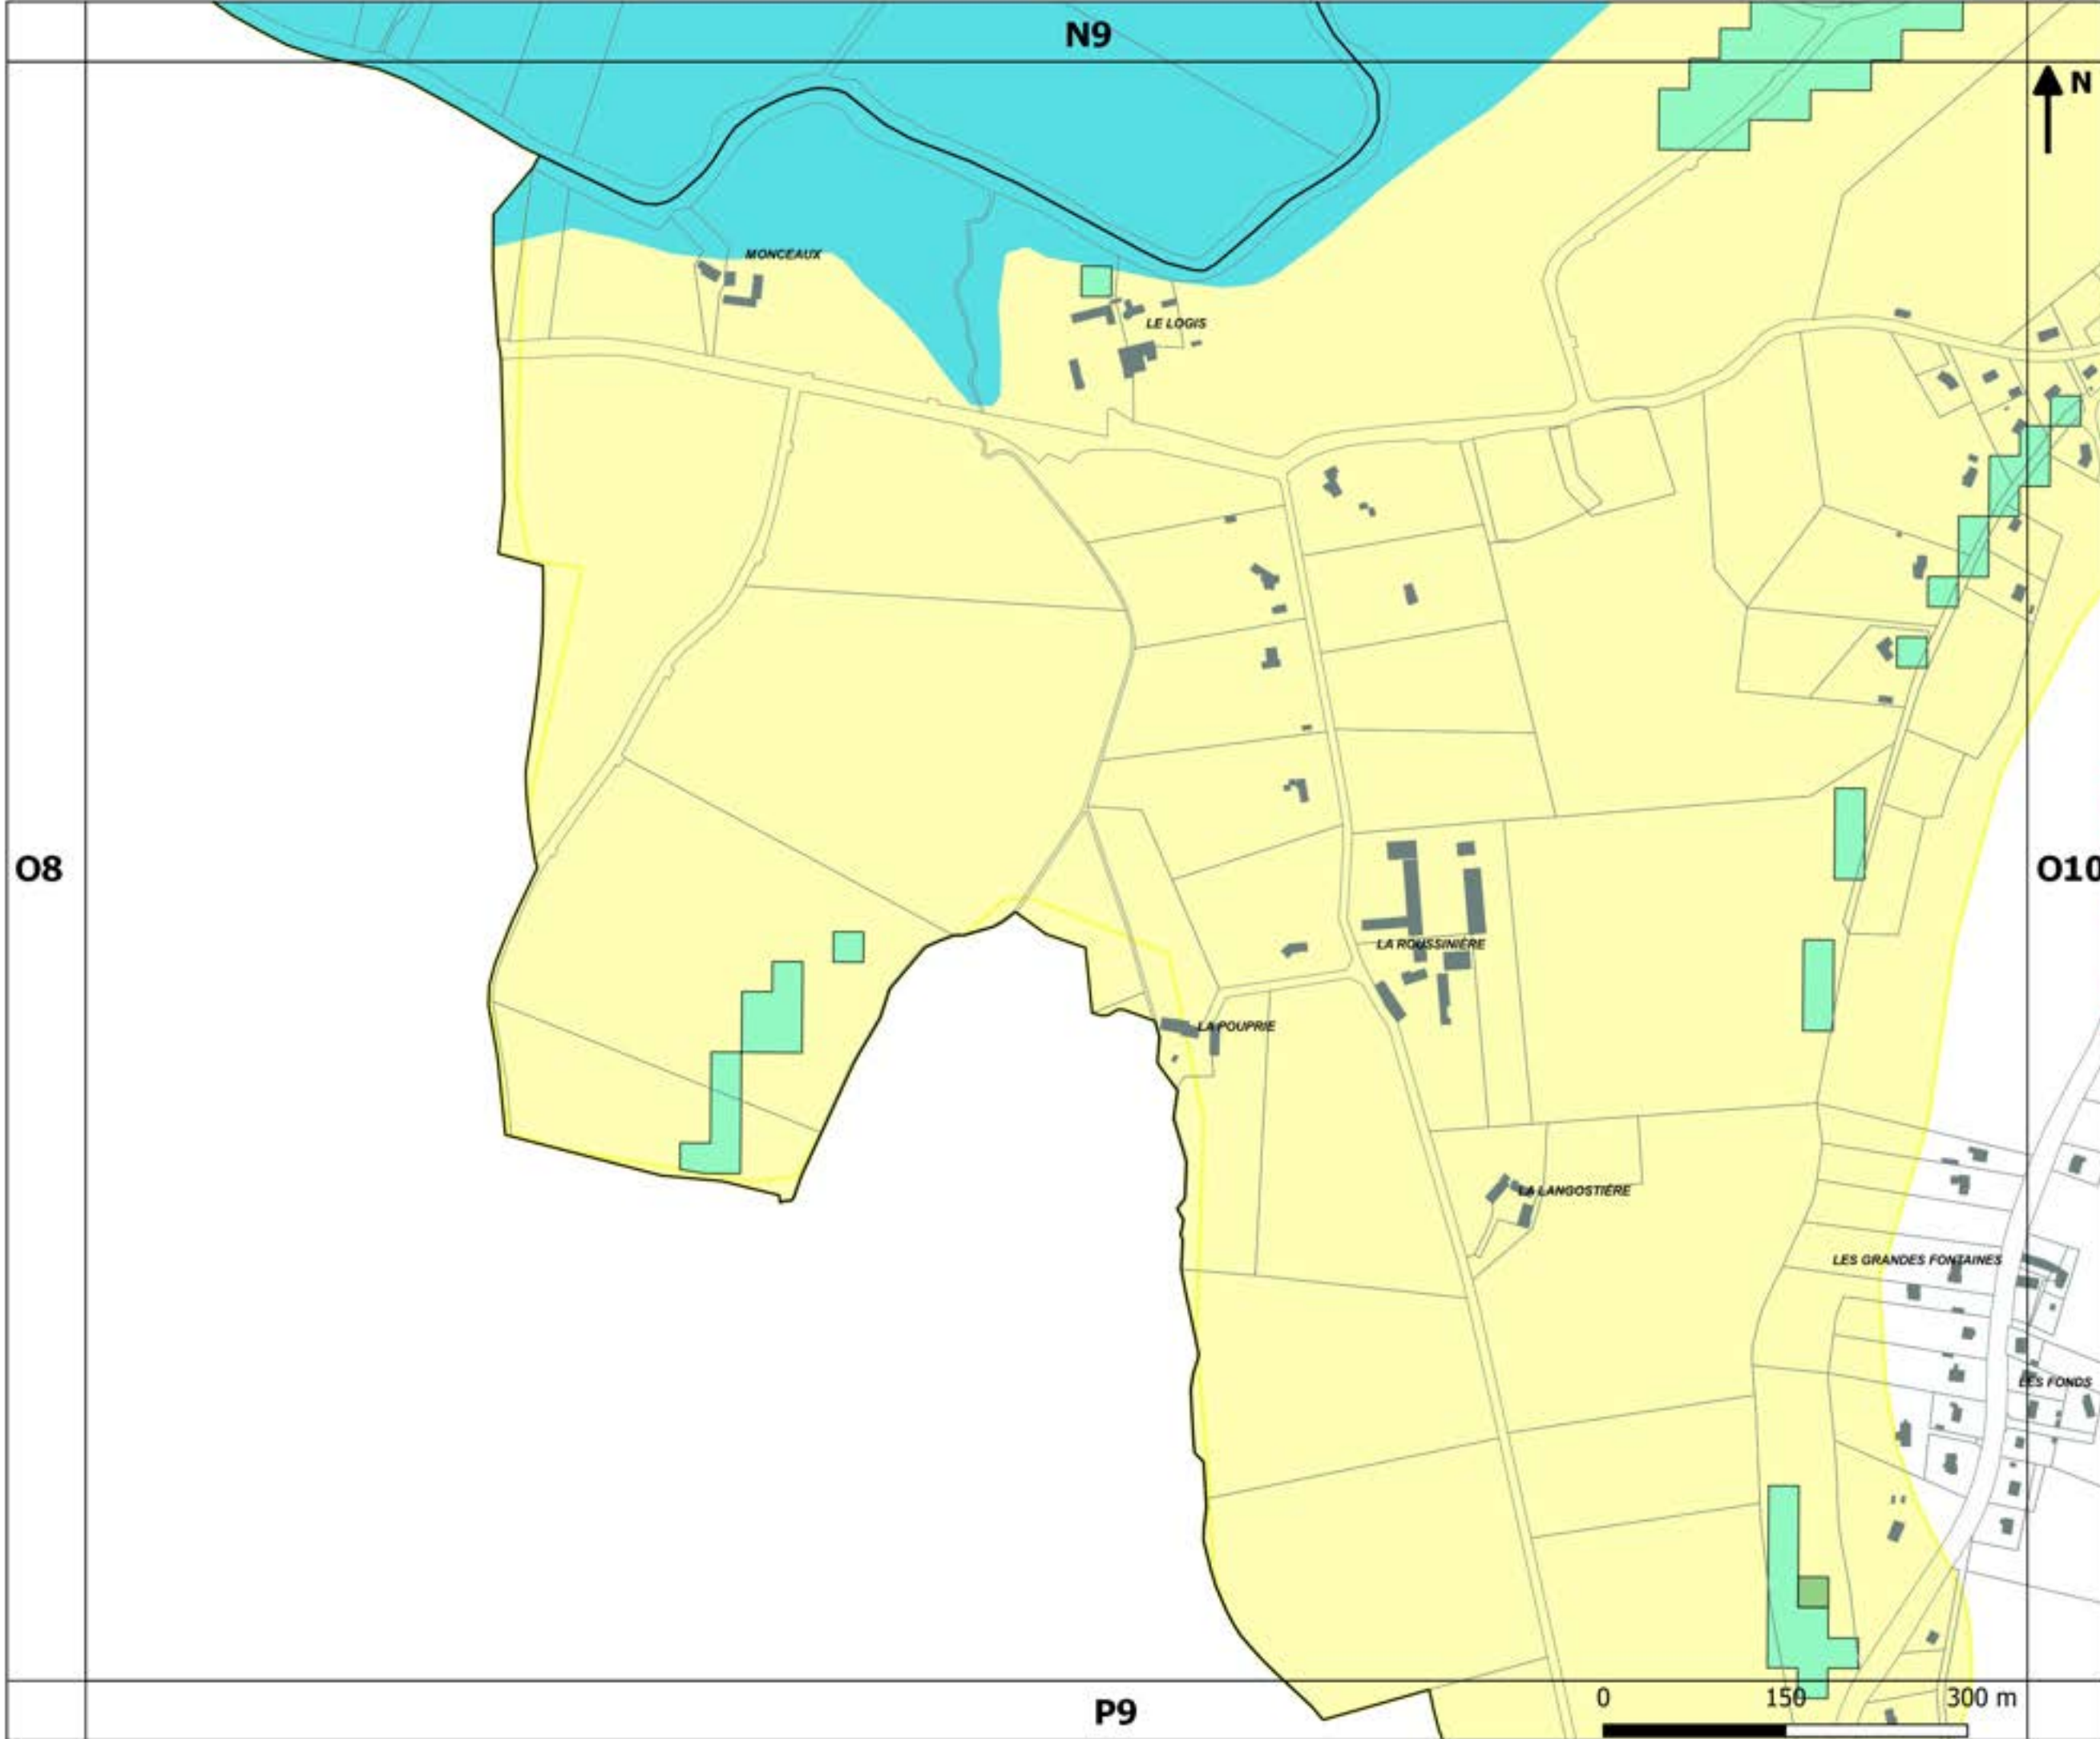 N9
N
MONCEAUX
LE LOGIS
O8
O10
LA ROUSSINIÈRE
LA POUPRIE
LA LANGOSTIÈRE
LES GRANDES FONTAINES
LES FONDS
0 150 300 m
P9